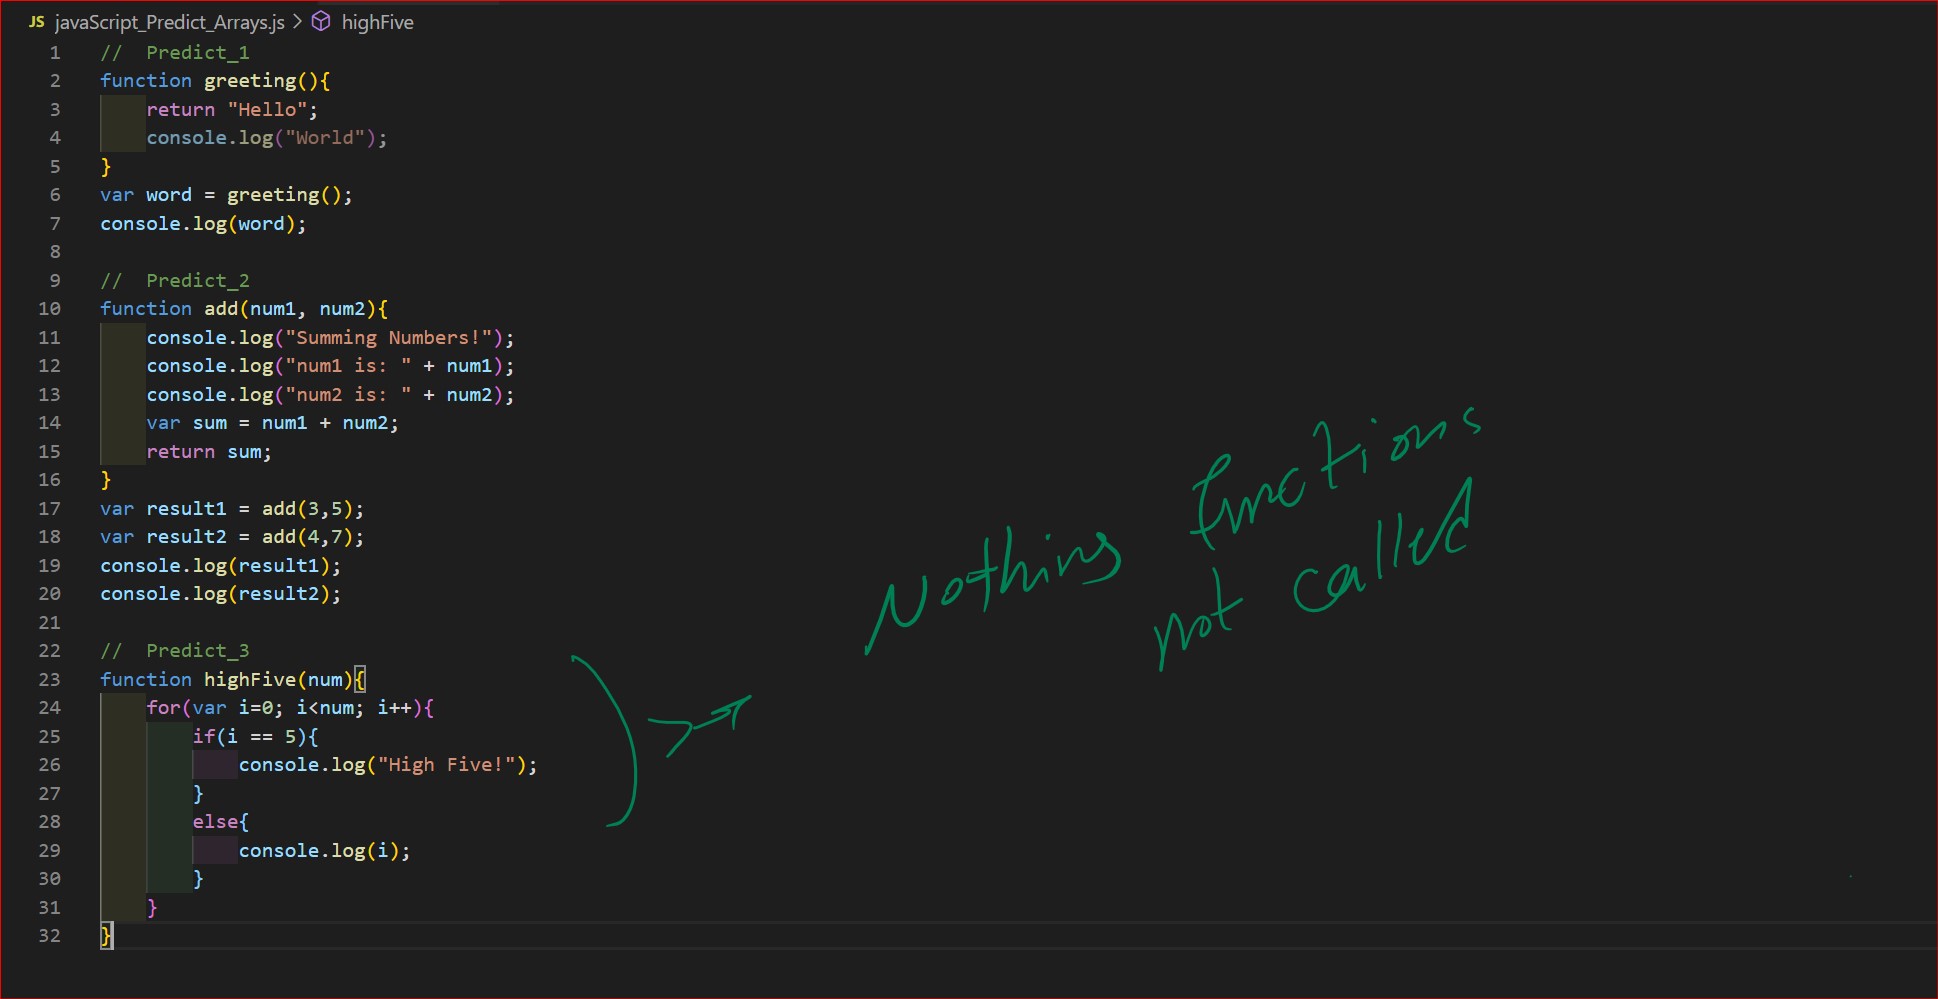 JS javaScript_Predict_Arrays.js > highFive
1 //  Predict_1
2 function greeting(){
3     return "Hello";
4     console.log("World");
5 }
6 var word = greeting();
7 console.log(word);
8
9 //  Predict_2
10 function add(num1, num2){
11     console.log("Summing Numbers!");
12     console.log("num1 is: " + num1);
13     console.log("num2 is: " + num2);
14     var sum = num1 + num2;
15     return sum;
16 }
17 var result1 = add(3,5);
18 var result2 = add(4,7);
19 console.log(result1);
20 console.log(result2);
21
22 //  Predict_3
23 function highFive(num){
24     for(var i=0; i<num; i++){
25         if(i == 5){
26             console.log("High Five!");
27         }
28         else{
29             console.log(i);
30         }
31     }
32 }
Nothing functions
not called